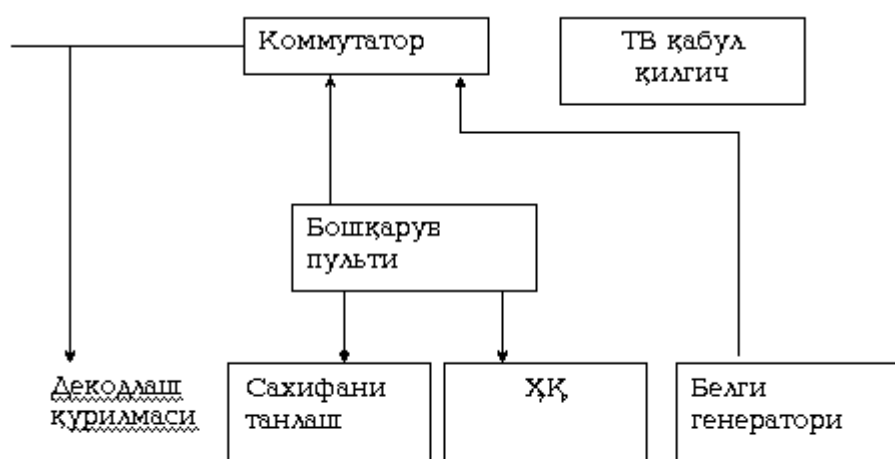 Коммутатор
ТВ қабул
қилгич
Бошқарув
пульти
Декодлаш
қурилмаси
Сахифани
танлаш
ҲҚ
Белги
генератори